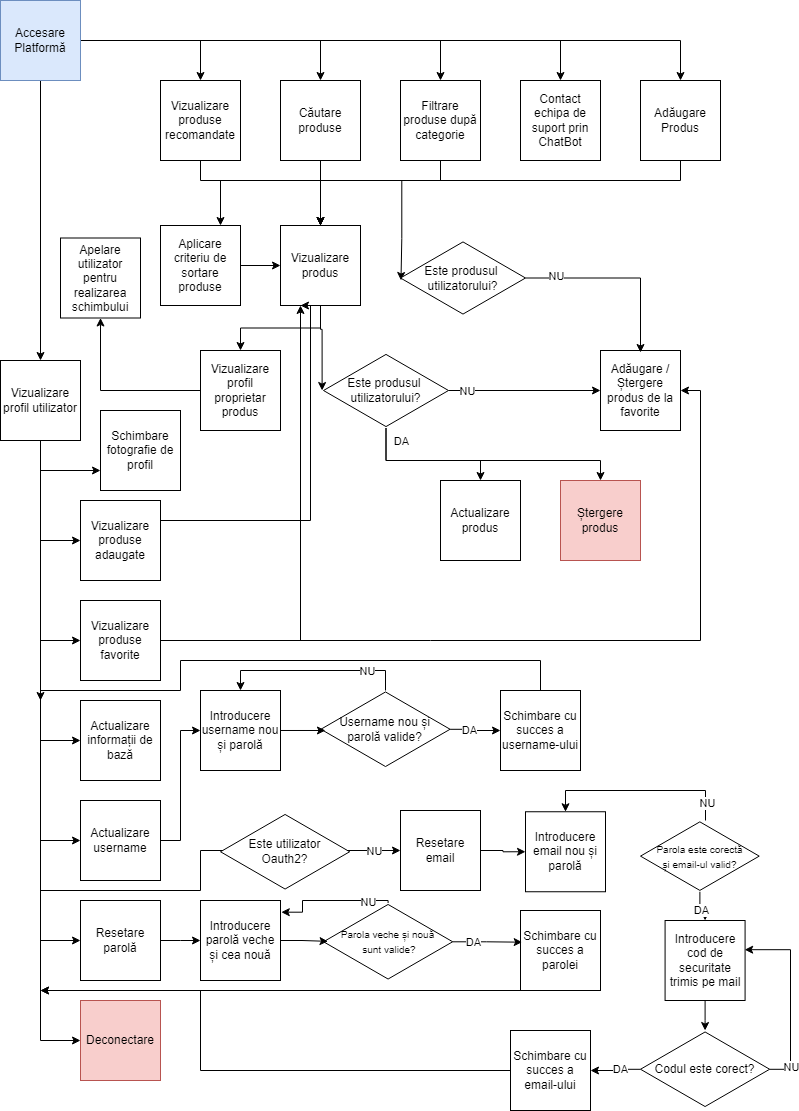 Accesare
Platformă
Vizualizare
produse
recomandate
Căutare
produse
Filtrare
produse după
categorie
Contact
echipa de
suport prin
ChatBot
Adăugare
Produs
Apelare
utilizator
pentru
realizarea
schimbului
Aplicare
criteriu de
sortare
produse
Vizualizare
produs
Este produsul
utilizatorului?
NU
Vizualizare
profil utilizator
Vizualizare
profil
proprietar
produs
Este produsul
utilizatorului?
NU
Adăugare /
Ștergere
produs de la
favorite
DA
Schimbare
fotografie de
profil
Actualizare
produs
Ștergere
produs
Vizualizare
produse
adaugate
Vizualizare
produse
favorite
NU
Actualizare
informații de
bază
Introducere
username nou
și parolă
Username nou și
parolă valide?
DA
Schimbare cu
succes a
username-ului
Actualizare
username
Este utilizator
Oauth2?
NU
Resetare
email
Introducere
email nou și
parolă
NU
Parola este corectă
și email-ul valid?
DA
Resetare
parolă
Introducere
parolă veche
și cea nouă
NU
Parola veche și nouă
sunt valide?
DA
Schimbare cu
succes a
parolei
Introducere
cod de
securitate
trimis pe mail
Deconectare
Schimbare cu
succes a
email-ului
DA
Codul este corect?
NU